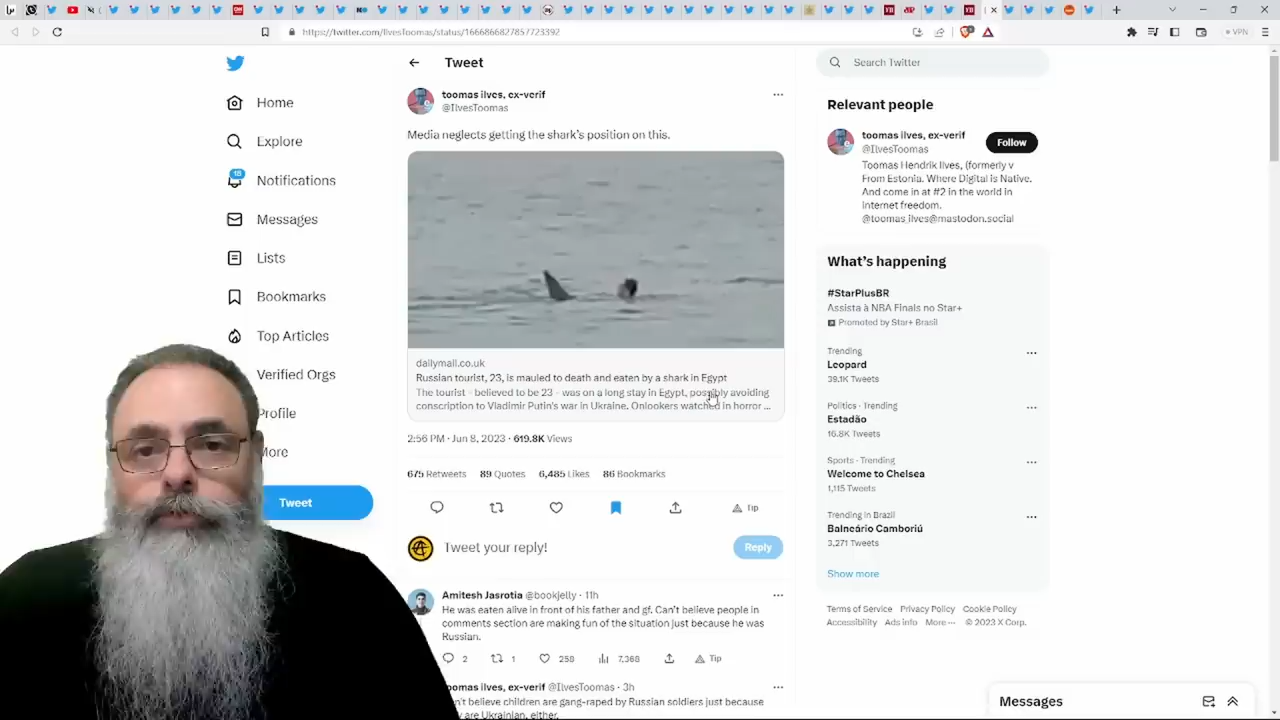 https://twitter.com/IlvesToomas/status/1666866827857723392
VPN
Home
Explore
18
Notifications
Messages
Lists
Bookmarks
Top Articles
Verified Orgs
Profile
More
Tweet
Tweet
toomas ilves, ex-verif
@IlvesToomas
Media neglects getting the shark's position on this.
dailymail.co.uk
Russian tourist, 23, is mauled to death and eaten by a shark in Egypt
The tourist - believed to be 23 - was on a long stay in Egypt, possibly avoiding
conscription to Vladimir Putin's war in Ukraine. Onlookers watched in horror ...
2:56 PM · Jun 8, 2023 · 619.8K Views
675 Retweets 89 Quotes 6,485 Likes 86 Bookmarks
Tip
Tweet your reply!
Reply
Amitesh Jasrotia @bookjelly · 11h
He was eaten alive in front of his father and gf. Can't believe people in
comments section are making fun of the situation just because he was
Russian.
2 1 258 7,368 Tip
toomas ilves, ex-verif @IlvesToomas · 3h
can't believe children are gang-raped by Russian soldiers just because
they are Ukrainian, either.
Search Twitter
Relevant people
toomas ilves, ex-verif
@IlvesToomas
Follow
Toomas Hendrik Ilves, (formerly v
From Estonia. Where Digital is Native.
And come in at #2 in the world in
internet freedom.
@toomas_ilves@mastodon.social
What's happening
#StarPlusBR
Assista à NBA Finals no Star+
Promoted by Star+ Brasil
Trending
Leopard
39.1K Tweets
Politics · Trending
Estadão
16.8K Tweets
Sports · Trending
Welcome to Chelsea
1,115 Tweets
Trending in Brazil
Balneário Camboriú
3,271 Tweets
Show more
Terms of Service Privacy Policy Cookie Policy
Accessibility Ads info More ··· © 2023 X Corp.
Messages